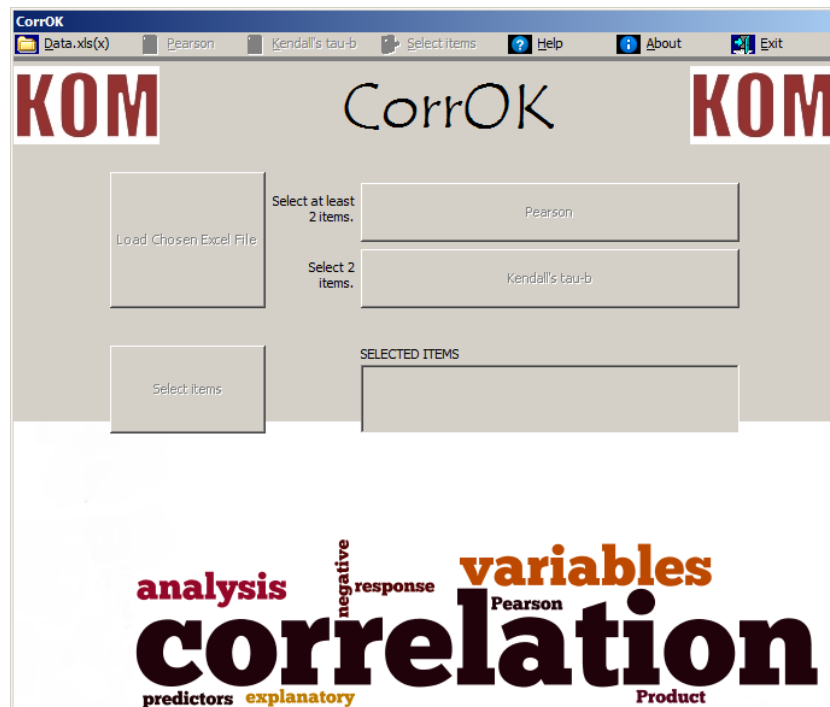 CorrOK
Data.xls(x) Pearson Kendall's tau-b Select items Help About Exit
KOM CorrOK KOM
Load Chosen Excel File
Select at least
2 items.
Pearson
Select 2
items.
Kendall's tau-b
Select items
SELECTED ITEMS
negative
variables
analysis
response
Pearson
correlation
predictors explanatory Product